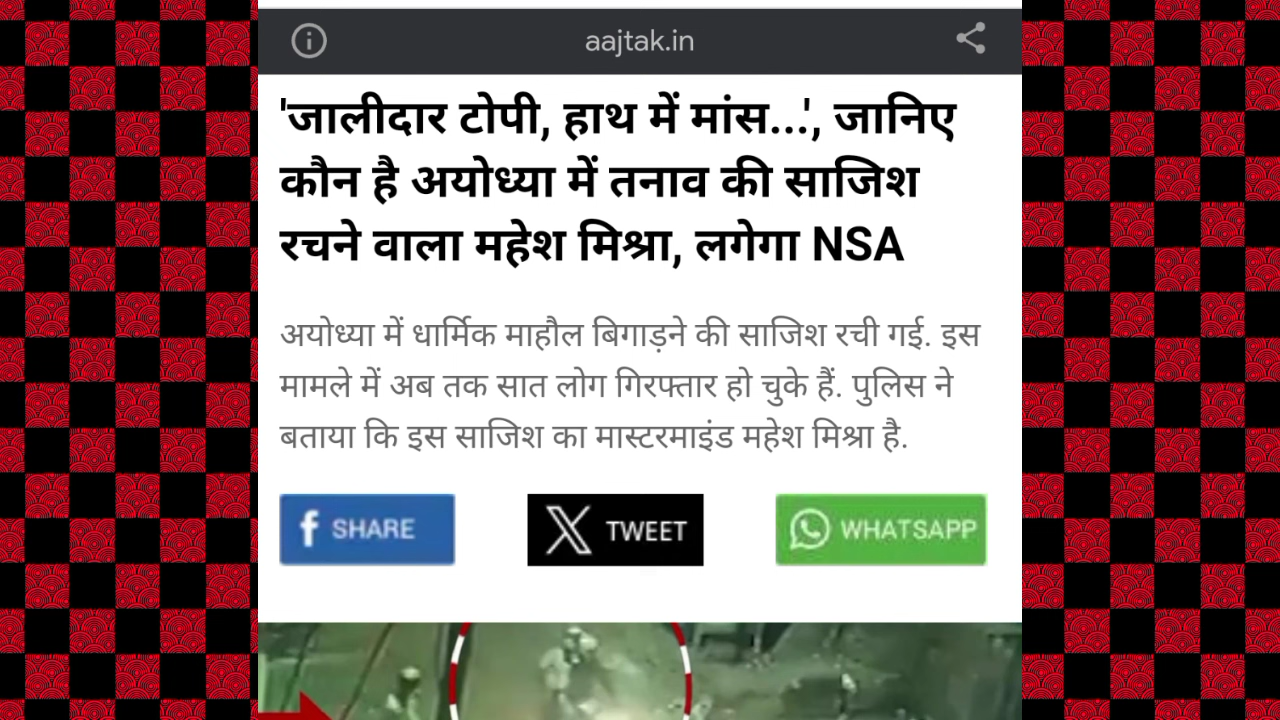 aajtak.in
'जालीदार टोपी, हाथ में मांस...', जानिए
कौन है अयोध्या में तनाव की साजिश
रचने वाला महेश मिश्रा, लगेगा NSA
अयोध्या में धार्मिक माहौल बिगाड़ने की साजिश रची गई. इस
मामले में अब तक सात लोग गिरफ्तार हो चुके हैं. पुलिस ने
बताया कि इस साजिश का मास्टरमाइंड महेश मिश्रा है.
SHARE TWEET WHATSAPP